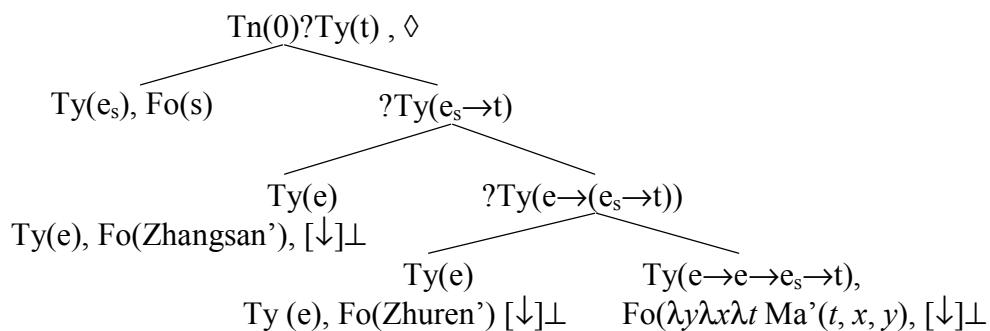 Tn(0)?Ty(t) , ◊
Ty(eₛ), Fo(s) ?Ty(eₛ→t)
Ty(e) ?Ty(e→(eₛ→t))
Ty(e), Fo(Zhangsan’), [↓]⊥
Ty(e) Ty(e→e→eₛ→t),
Ty (e), Fo(Zhuren’) [↓]⊥ Fo(λyλxλt Ma’(t, x, y), [↓]⊥